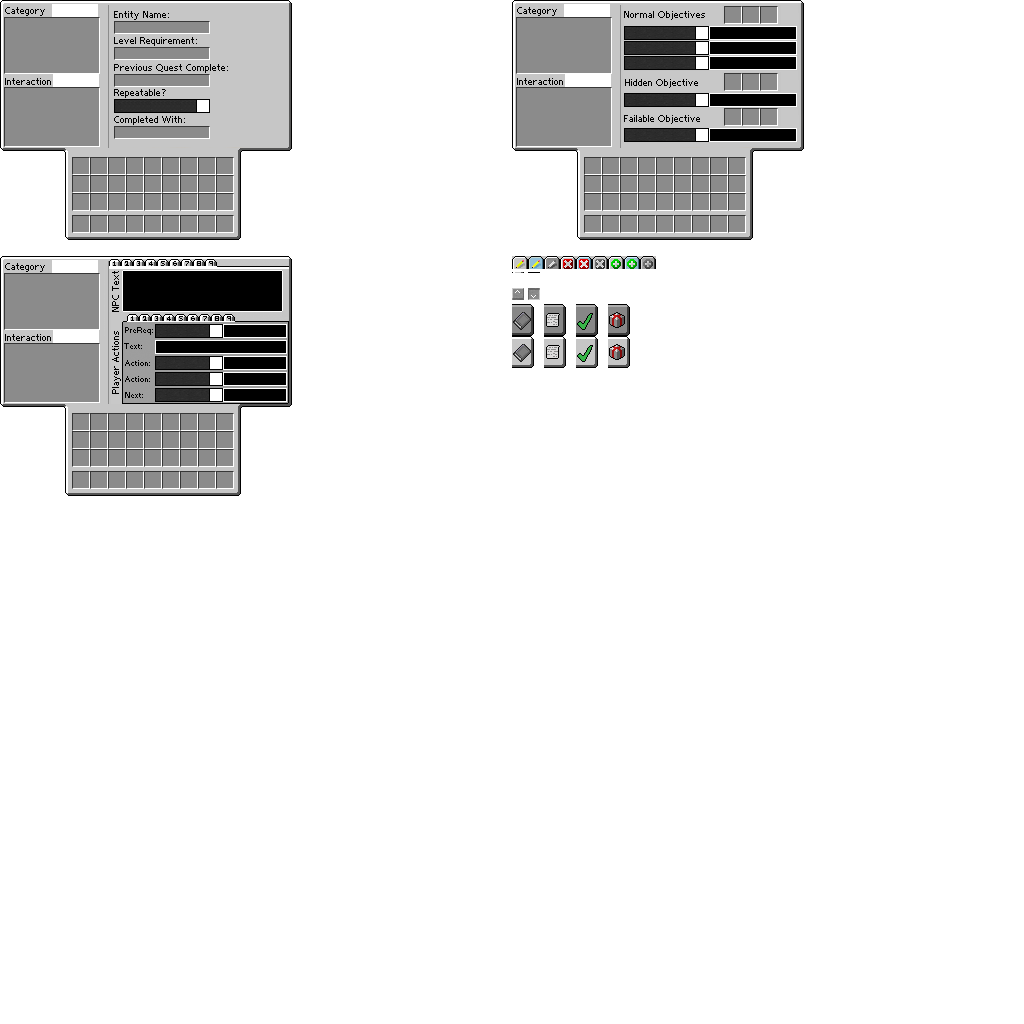 Category
Interaction
Entity Name:
Level Requirement:
Previous Quest Complete:
Repeatable?
Completed With:
Category
Interaction
Normal Objectives
Hidden Objective
Failable Objective
Category
Interaction
1 2 3 4 5 6 7 8 9
NPC Text
1 2 3 4 5 6 7 8 9
Player Actions
PreReq:
Text:
Action:
Action:
Next: